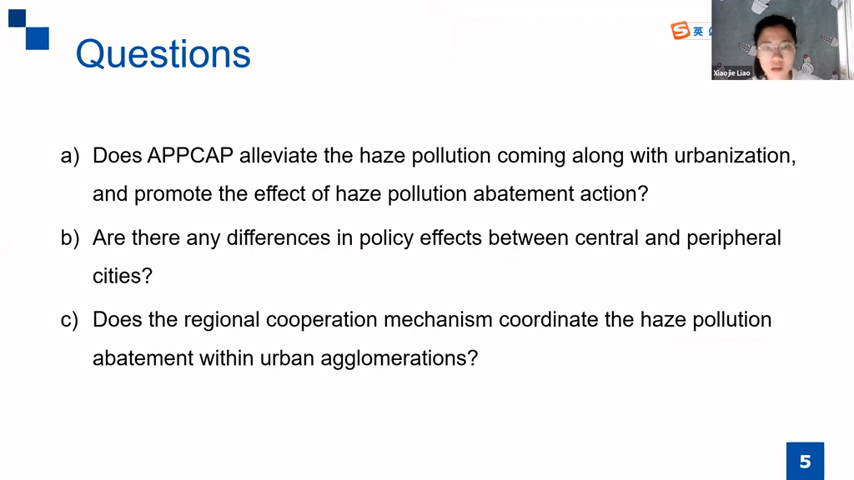 Questions
英
Xiaojie Liao
a) Does APPCAP alleviate the haze pollution coming along with urbanization,
and promote the effect of haze pollution abatement action?
b) Are there any differences in policy effects between central and peripheral
cities?
c) Does the regional cooperation mechanism coordinate the haze pollution
abatement within urban agglomerations?
5